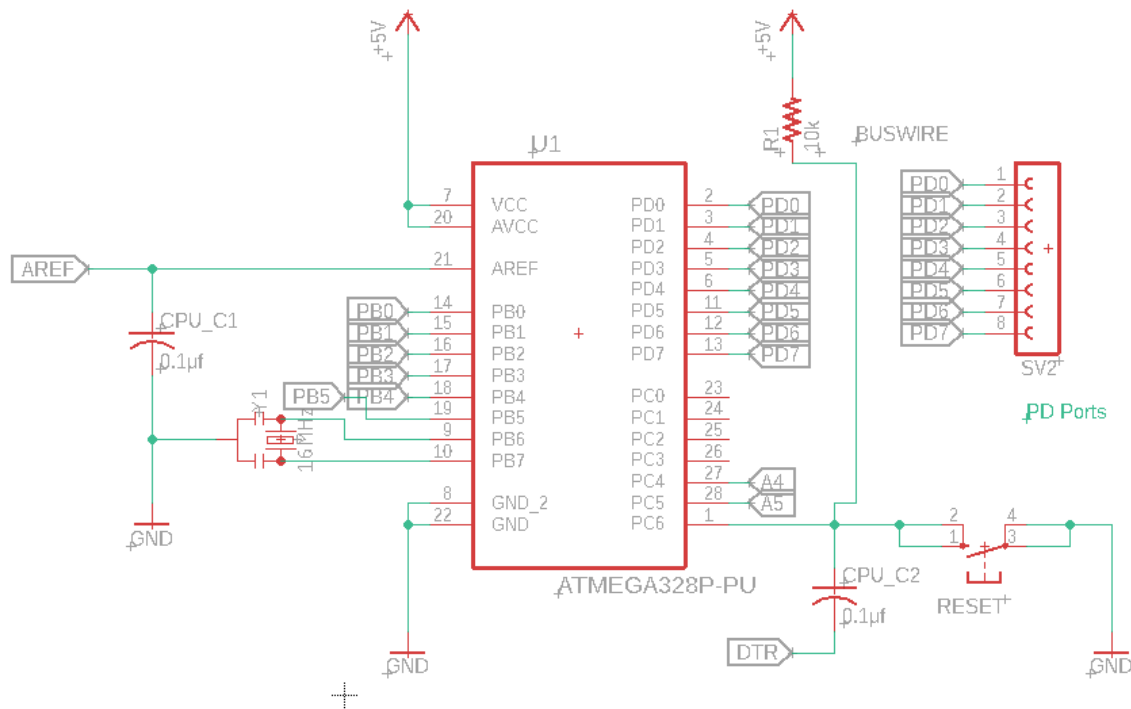 +5V
+5V
R1
10k
BUSWIRE
U1
7 VCC
20 AVCC
21 AREF
14 PB0
15 PB1
16 PB2
17 PB3
18 PB4
19 PB5
9 PB6
10 PB7
8 GND_2
22 GND
PD0 2
PD1 3
PD2 4
PD3 5
PD4 6
PD5 11
PD6 12
PD7 13
PC0 23
PC1 24
PC2 25
PC3 26
PC4 27
PC5 28
PC6 1
AREF
PB0
PB1
PB2
PB3
PB5 PB4
PD0
PD1
PD2
PD3
PD4
PD5
PD6
PD7
A4
A5
PD0 1
PD1 2
PD2 3
PD3 4
PD4 5
PD5 6
PD6 7
PD7 8
SV2
PD Ports
CPU_C1
0.1µf
Y1
16MHz
GND
GND
ATMEGA328P-PU
CPU_C2
0.1µf
DTR
2 4
1 3
RESET
GND